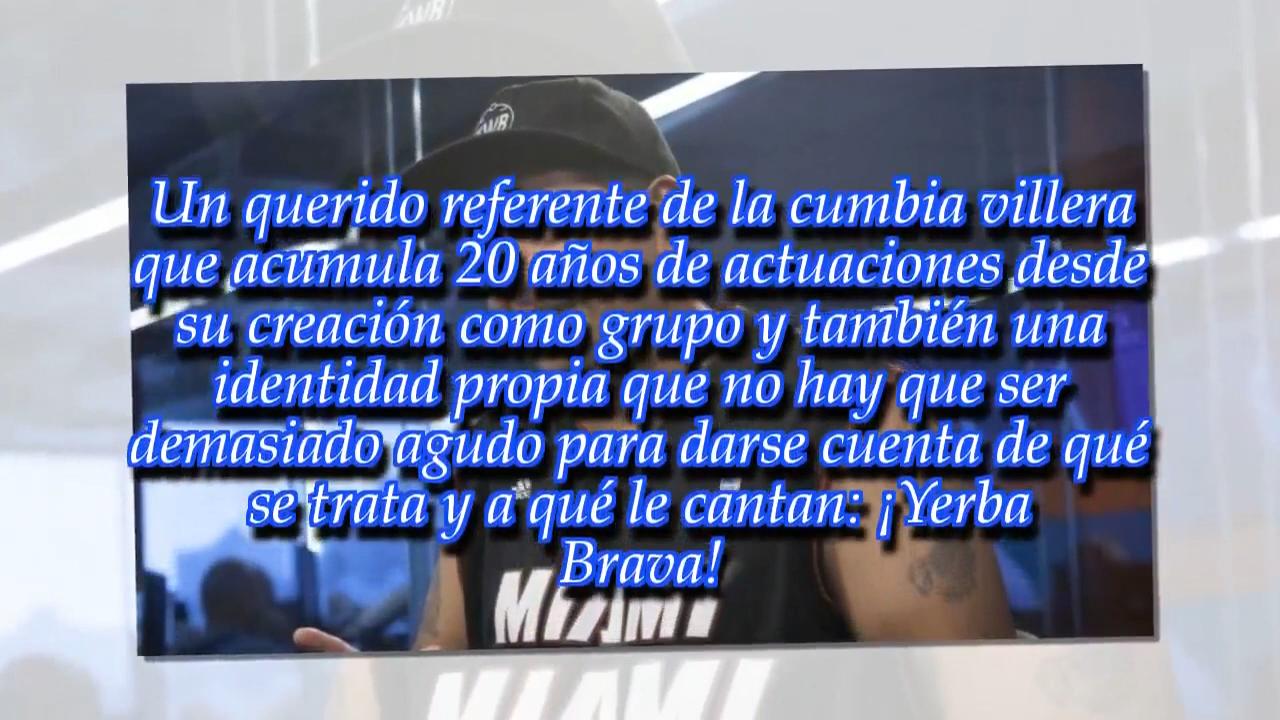 Un querido referente de la cumbia villera
que acumula 20 años de actuaciones desde
su creación como grupo y también una
identidad propia que no hay que ser
demasiado agudo para darse cuenta de qué
se trata y a qué le cantan: ¡Yerba
Brava!
MIAMI
MIAMI